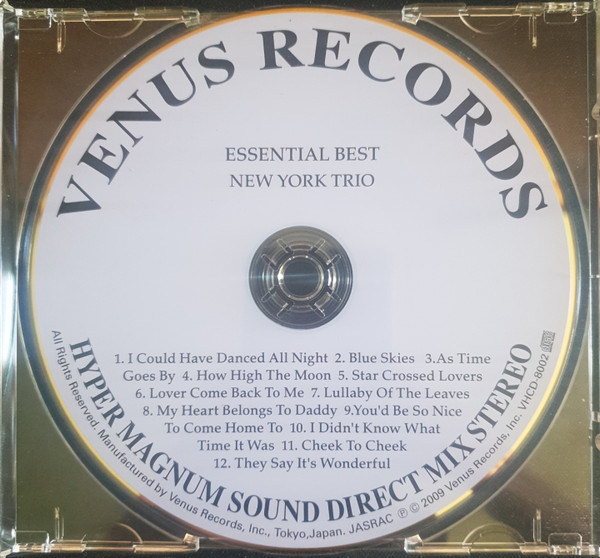 VENUS RECORDS
ESSENTIAL BEST
NEW YORK TRIO
1. I Could Have Danced All Night 2. Blue Skies 3.As Time
Goes By 4. How High The Moon 5. Star Crossed Lovers
6. Lover Come Back To Me 7. Lullaby Of The Leaves
8. My Heart Belongs To Daddy 9.You'd Be So Nice
To Come Home To 10. I Didn't Know What
Time It Was 11. Cheek To Cheek
12. They Say It's Wonderful
HYPER MAGNUM SOUND DIRECT MIX STEREO
All Rights Reserved. Manufactured by Venus Records, Inc., Tokyo,Japan. JASRAC ℗ © 2009 Venus Records, Inc. VHCD-8002